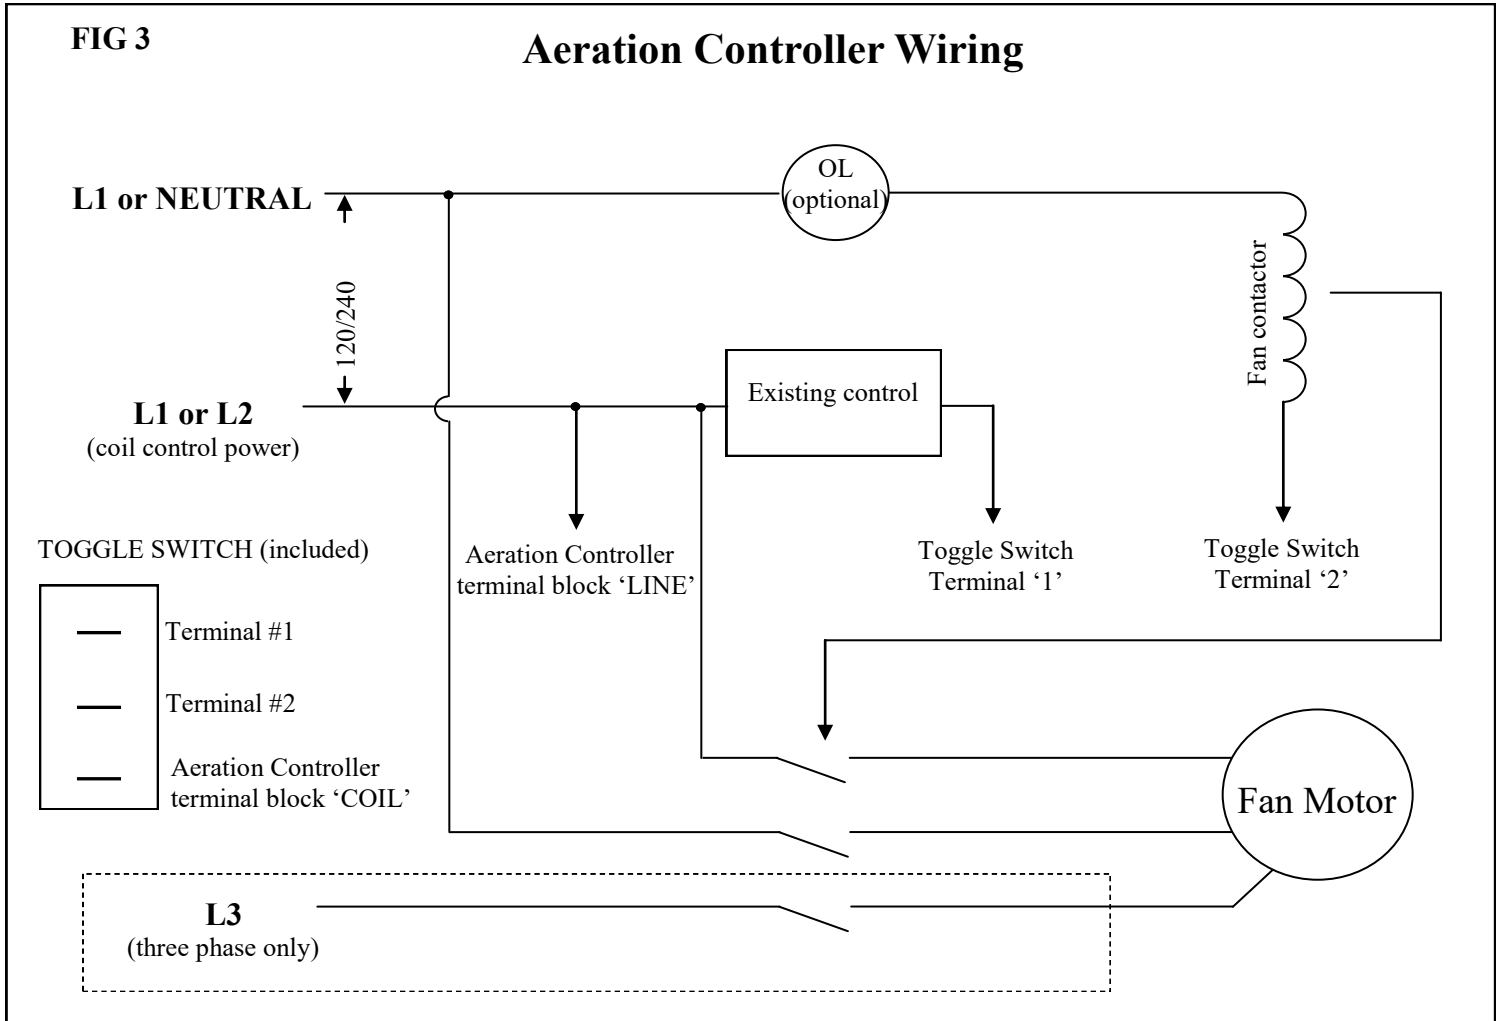 FIG 3
Aeration Controller Wiring
OL
(optional)
L1 or NEUTRAL
120/240
Fan contactor
Existing control
L1 or L2
(coil control power)
TOGGLE SWITCH (included)
Aeration Controller
terminal block ‘LINE’
Toggle Switch
Terminal ‘1’
Toggle Switch
Terminal ‘2’
Terminal #1
Terminal #2
Aeration Controller
terminal block ‘COIL’
Fan Motor
L3
(three phase only)